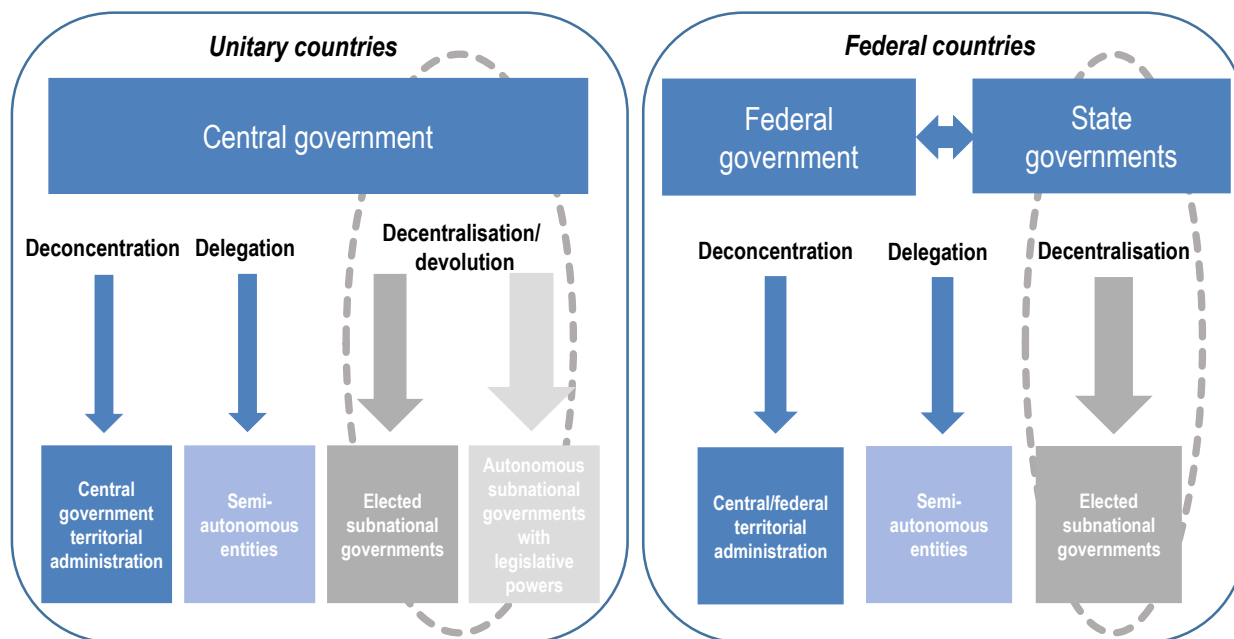 Unitary countries
Central government
Deconcentration
Delegation
Decentralisation/
devolution
Central
government
territorial
administration
Semi-
autonomous
entities
Elected
subnational
governments
Autonomous
subnational
governments
with
legislative
powers
Federal countries
Federal
government
State
governments
Deconcentration
Delegation
Decentralisation
Central/federal
territorial
administration
Semi-
autonomous
entities
Elected
subnational
governments